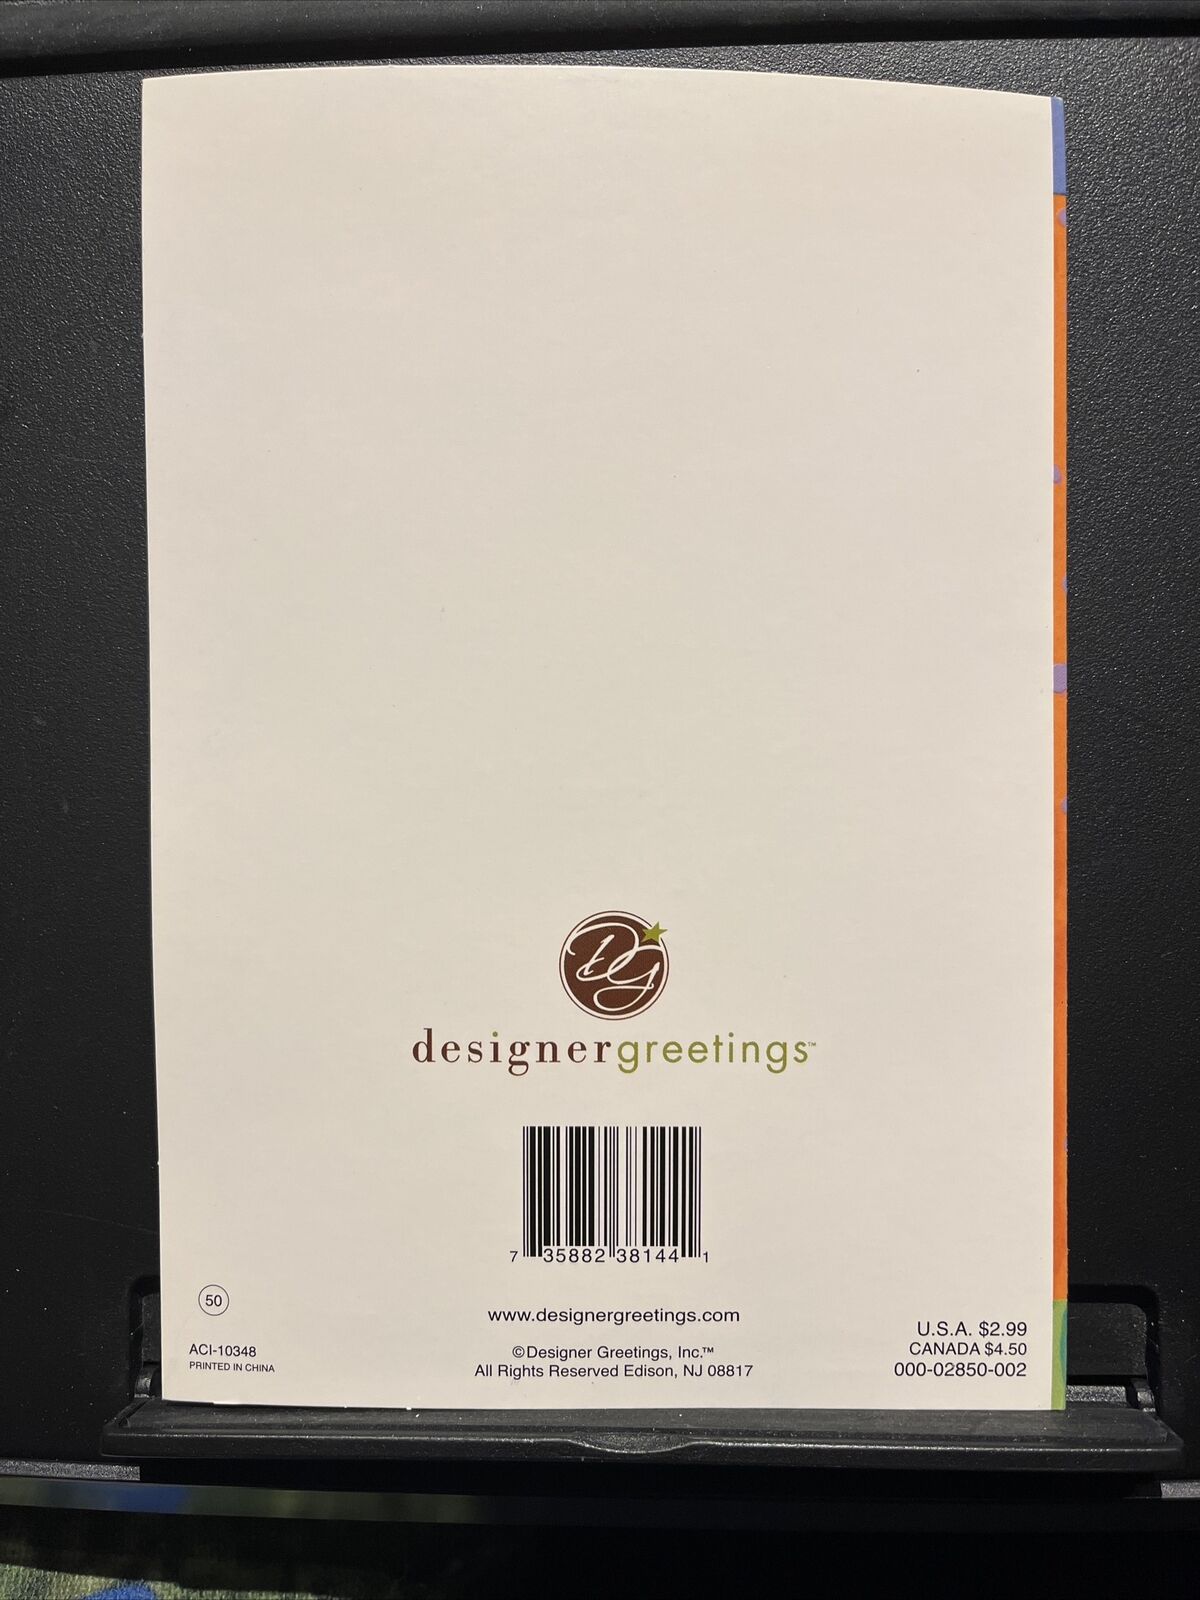 DG
designergreetings™
7 35882 38144 1
50
www.designergreetings.com
ACI-10348
PRINTED IN CHINA
©Designer Greetings, Inc.™
All Rights Reserved Edison, NJ 08817
U.S.A. $2.99
CANADA $4.50
000-02850-002